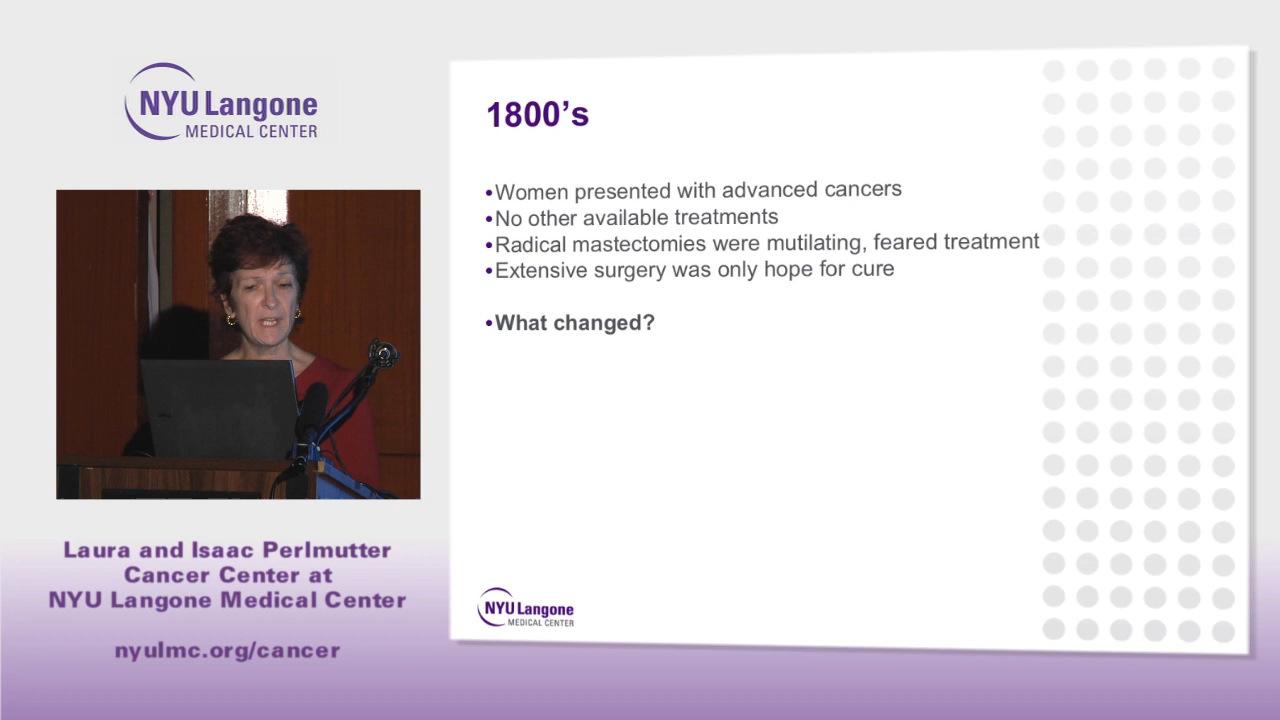 NYU Langone
MEDICAL CENTER
Laura and Isaac Perlmutter
Cancer Center at
NYU Langone Medical Center
nyulmc.org/cancer
1800’s
•Women presented with advanced cancers
•No other available treatments
•Radical mastectomies were mutilating, feared treatment
•Extensive surgery was only hope for cure
•What changed?
NYU Langone
MEDICAL CENTER